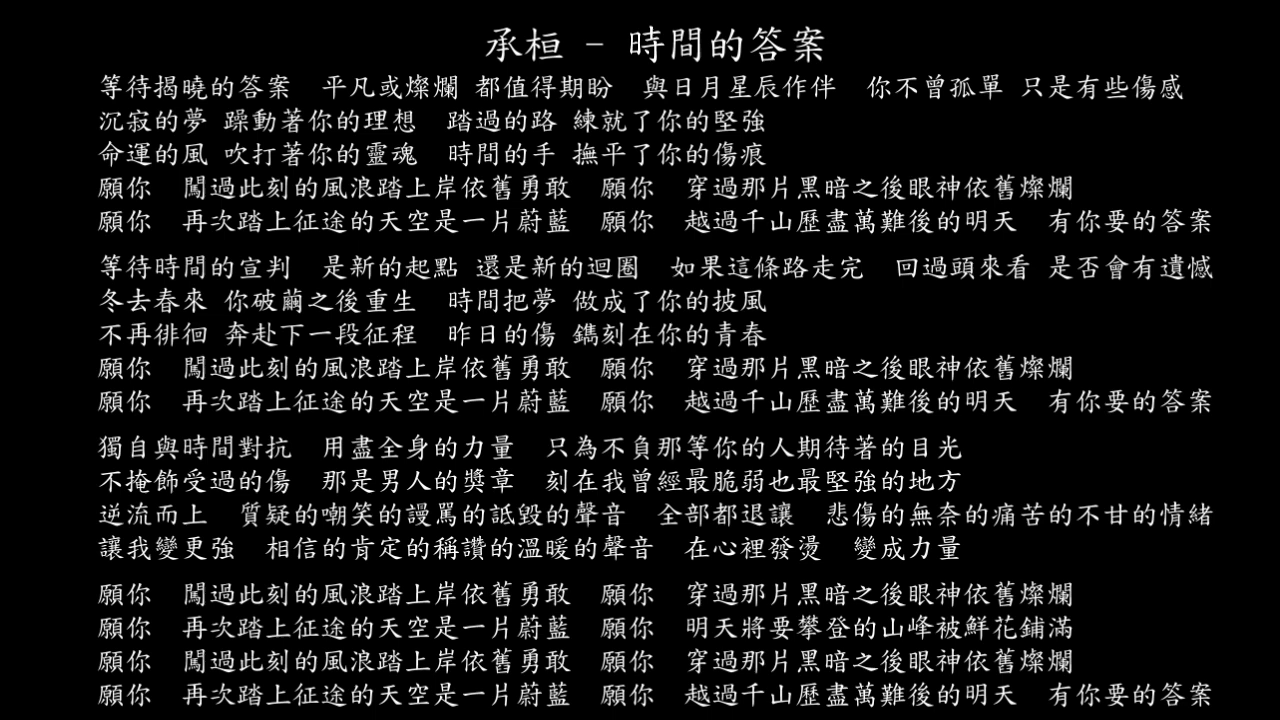 承桓 - 時間的答案
等待揭曉的答案　平凡或燦爛 都值得期盼　與日月星辰作伴　你不曾孤單 只是有些傷感
沉寂的夢 躁動著你的理想　踏過的路 練就了你的堅強
命運的風 吹打著你的靈魂　時間的手 撫平了你的傷痕
願你　闖過此刻的風浪踏上岸依舊勇敢　願你　穿過那片黑暗之後眼神依舊燦爛
願你　再次踏上征途的天空是一片蔚藍　願你　越過千山歷盡萬難後的明天　有你要的答案
等待時間的宣判　是新的起點 還是新的迴圈　如果這條路走完　回過頭來看 是否會有遺憾
冬去春來 你破繭之後重生　時間把夢 做成了你的披風
不再徘徊 奔赴下一段征程　昨日的傷 鐫刻在你的青春
願你　闖過此刻的風浪踏上岸依舊勇敢　願你　穿過那片黑暗之後眼神依舊燦爛
願你　再次踏上征途的天空是一片蔚藍　願你　越過千山歷盡萬難後的明天　有你要的答案
獨自與時間對抗　用盡全身的力量　只為不負那等你的人期待著的目光
不掩飾受過的傷　那是男人的獎章　刻在我曾經最脆弱也最堅強的地方
逆流而上　質疑的嘲笑的謾罵的詆毀的聲音　全部都退讓　悲傷的無奈的痛苦的不甘的情緒
讓我變更強　相信的肯定的稱讚的溫暖的聲音　在心裡發燙　變成力量
願你　闖過此刻的風浪踏上岸依舊勇敢　願你　穿過那片黑暗之後眼神依舊燦爛
願你　再次踏上征途的天空是一片蔚藍　願你　明天將要攀登的山峰被鮮花鋪滿
願你　闖過此刻的風浪踏上岸依舊勇敢　願你　穿過那片黑暗之後眼神依舊燦爛
願你　再次踏上征途的天空是一片蔚藍　願你　越過千山歷盡萬難後的明天　有你要的答案